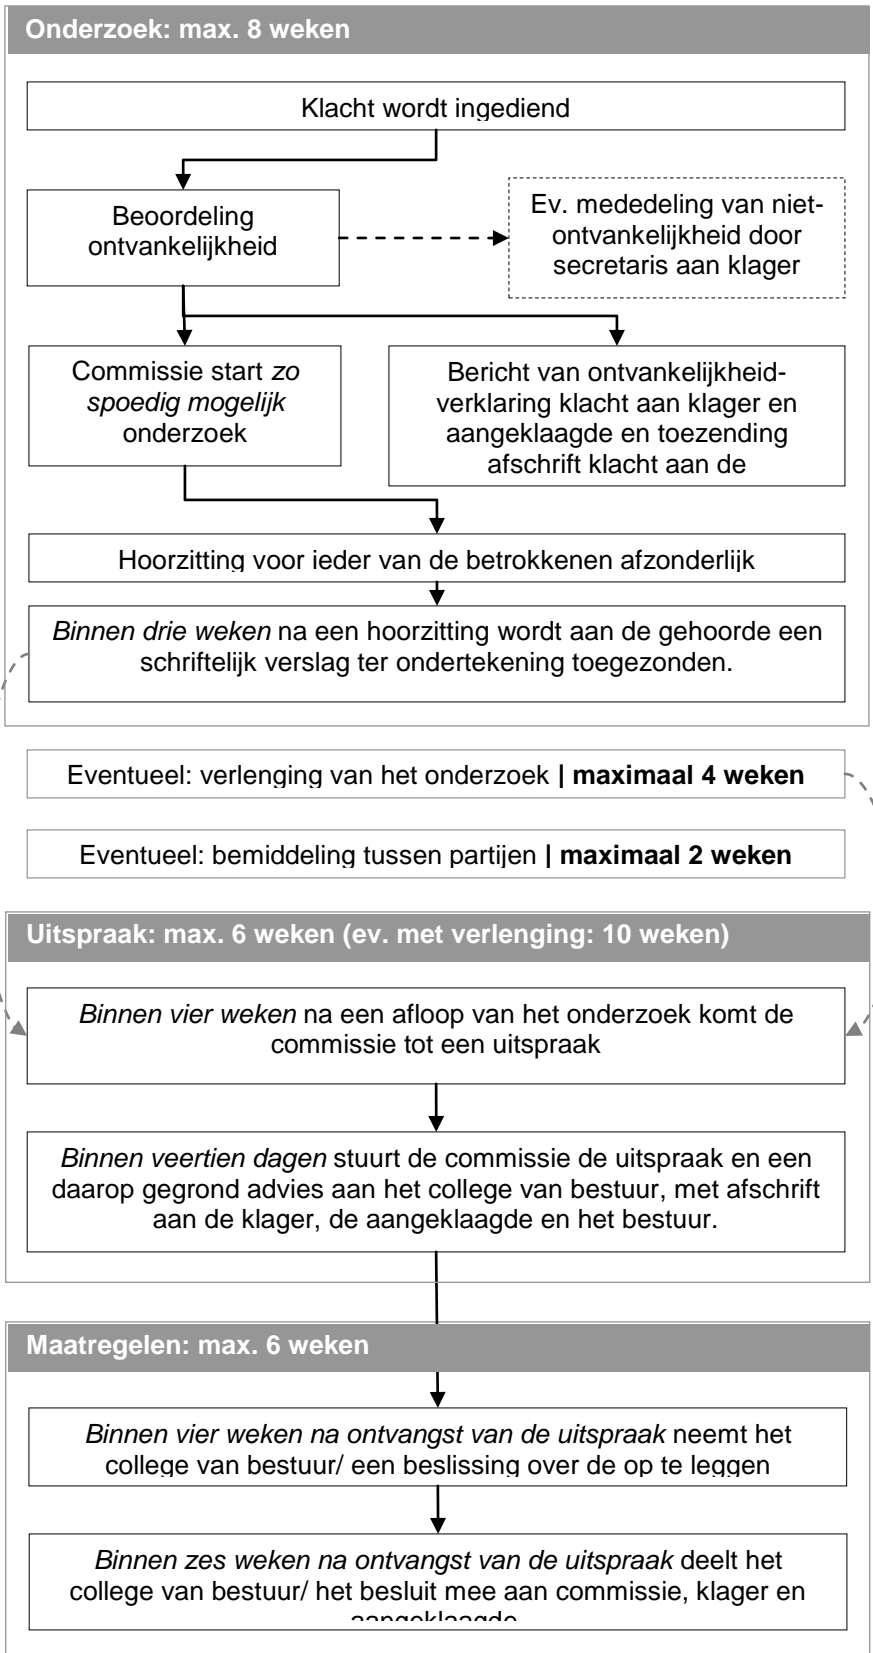 Onderzoek: max. 8 weken
Klacht wordt ingediend
Beoordeling
ontvankelijkheid
Ev. mededeling van niet-
ontvankelijkheid door
secretaris aan klager
Commissie start zo
spoedig mogelijk
onderzoek
Bericht van ontvankelijkheid-
verklaring klacht aan klager en
aangeklaagde en toezending
afschrift klacht aan de
Hoorzitting voor ieder van de betrokkenen afzonderlijk
Binnen drie weken na een hoorzitting wordt aan de gehoorde een
schriftelijk verslag ter ondertekening toegezonden.
Eventueel: verlenging van het onderzoek | maximaal 4 weken
Eventueel: bemiddeling tussen partijen | maximaal 2 weken
Uitspraak: max. 6 weken (ev. met verlenging: 10 weken)
Binnen vier weken na een afloop van het onderzoek komt de
commissie tot een uitspraak
Binnen veertien dagen stuurt de commissie de uitspraak en een
daarop gegrond advies aan het college van bestuur, met afschrift
aan de klager, de aangeklaagde en het bestuur.
Maatregelen: max. 6 weken
Binnen vier weken na ontvangst van de uitspraak neemt het
college van bestuur/ een beslissing over de op te leggen
Binnen zes weken na ontvangst van de uitspraak deelt het
college van bestuur/ het besluit mee aan commissie, klager en
aangeklaagde